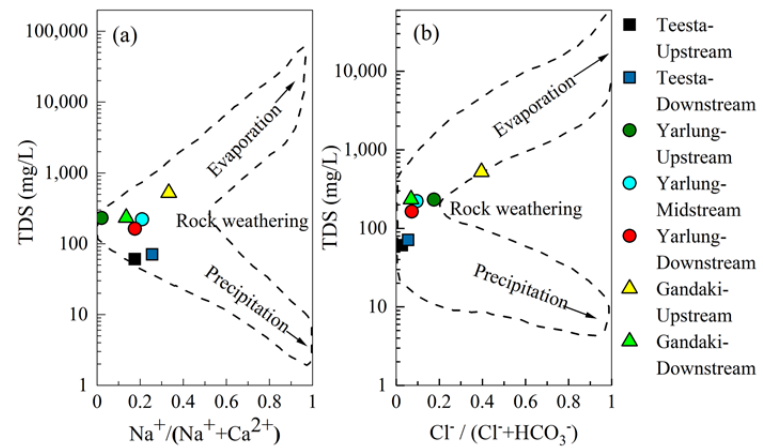 (a)
100,000
10,000
1,000
100
10
1
TDS (mg/L)
Evaporation
Rock weathering
Precipitation
0 0.2 0.4 0.6 0.8 1
Na⁺/(Na⁺+Ca²⁺)
(b)
10,000
1,000
100
10
1
TDS (mg/L)
Evaporation
Rock weathering
Precipitation
0 0.2 0.4 0.6 0.8 1
Cl⁻ / (Cl⁻+HCO₃⁻)
Teesta-
Upstream
Teesta-
Downstream
Yarlung-
Upstream
Yarlung-
Midstream
Yarlung-
Downstream
Gandaki-
Upstream
Gandaki-
Downstream